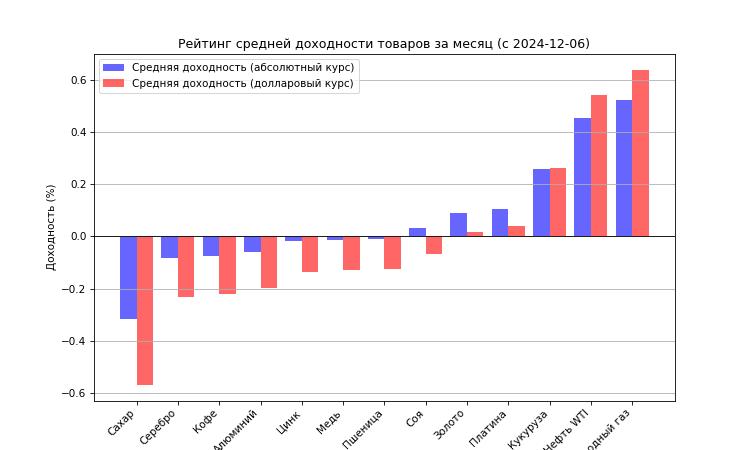 Рейтинг средней доходности товаров за месяц (с 2024-12-06)
Средняя доходность (абсолютный курс)
Средняя доходность (долларовый курс)
Доходность (%)
0.6
0.4
0.2
0.0
−0.2
−0.4
−0.6
Сахар
Серебро
Кофе
Алюминий
Цинк
Медь
Пшеница
Соя
Золото
Платина
Кукуруза
Нефть WTI
газ